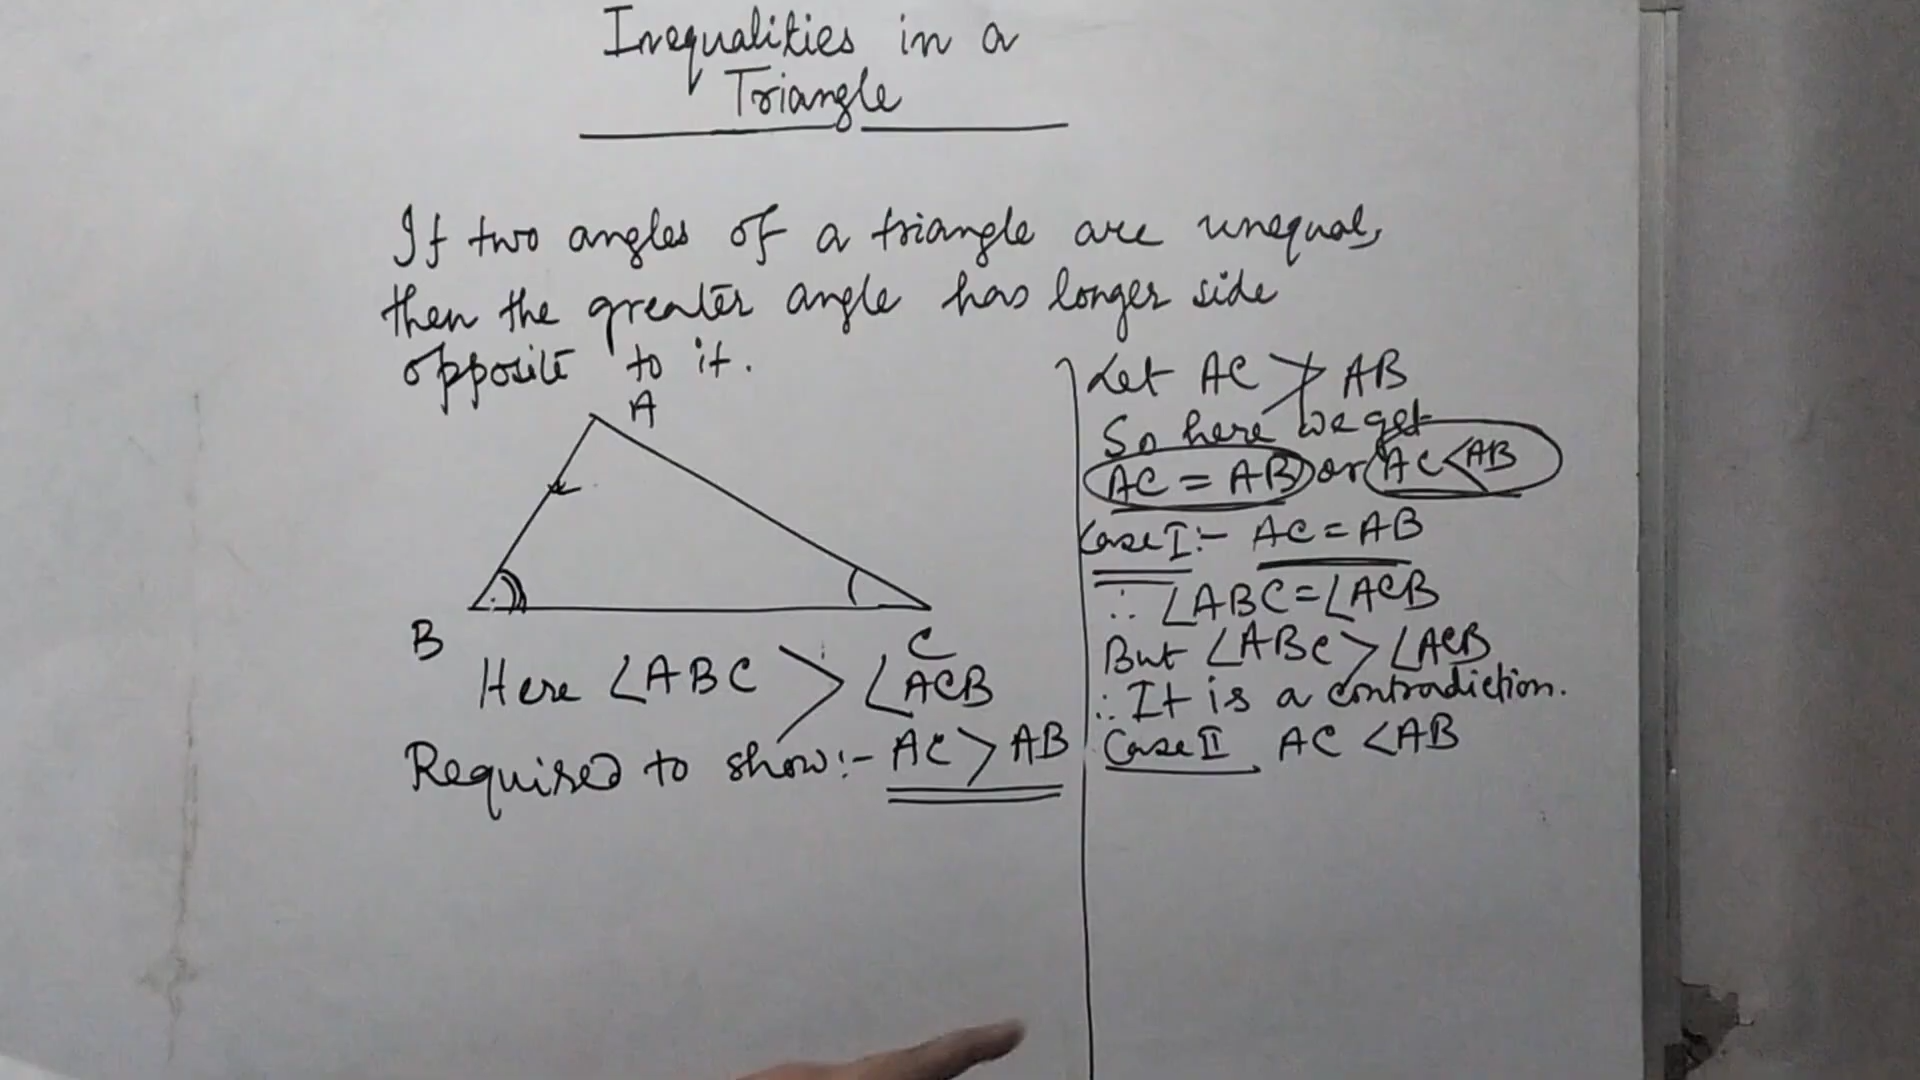 Inequalities in a
Triangle
If two angles of a triangle are unequal,
then the greater angle has longer side
opposite to it.
A
B
C
Here ∠ABC > ∠ACB
Required to show:- AC > AB
Let AC ≯ AB
So here we get
AC = AB or AC < AB
Case I:- AC = AB
∴ ∠ABC = ∠ACB
But ∠ABC > ∠ACB
∴ It is a contradiction.
Case II AC < AB